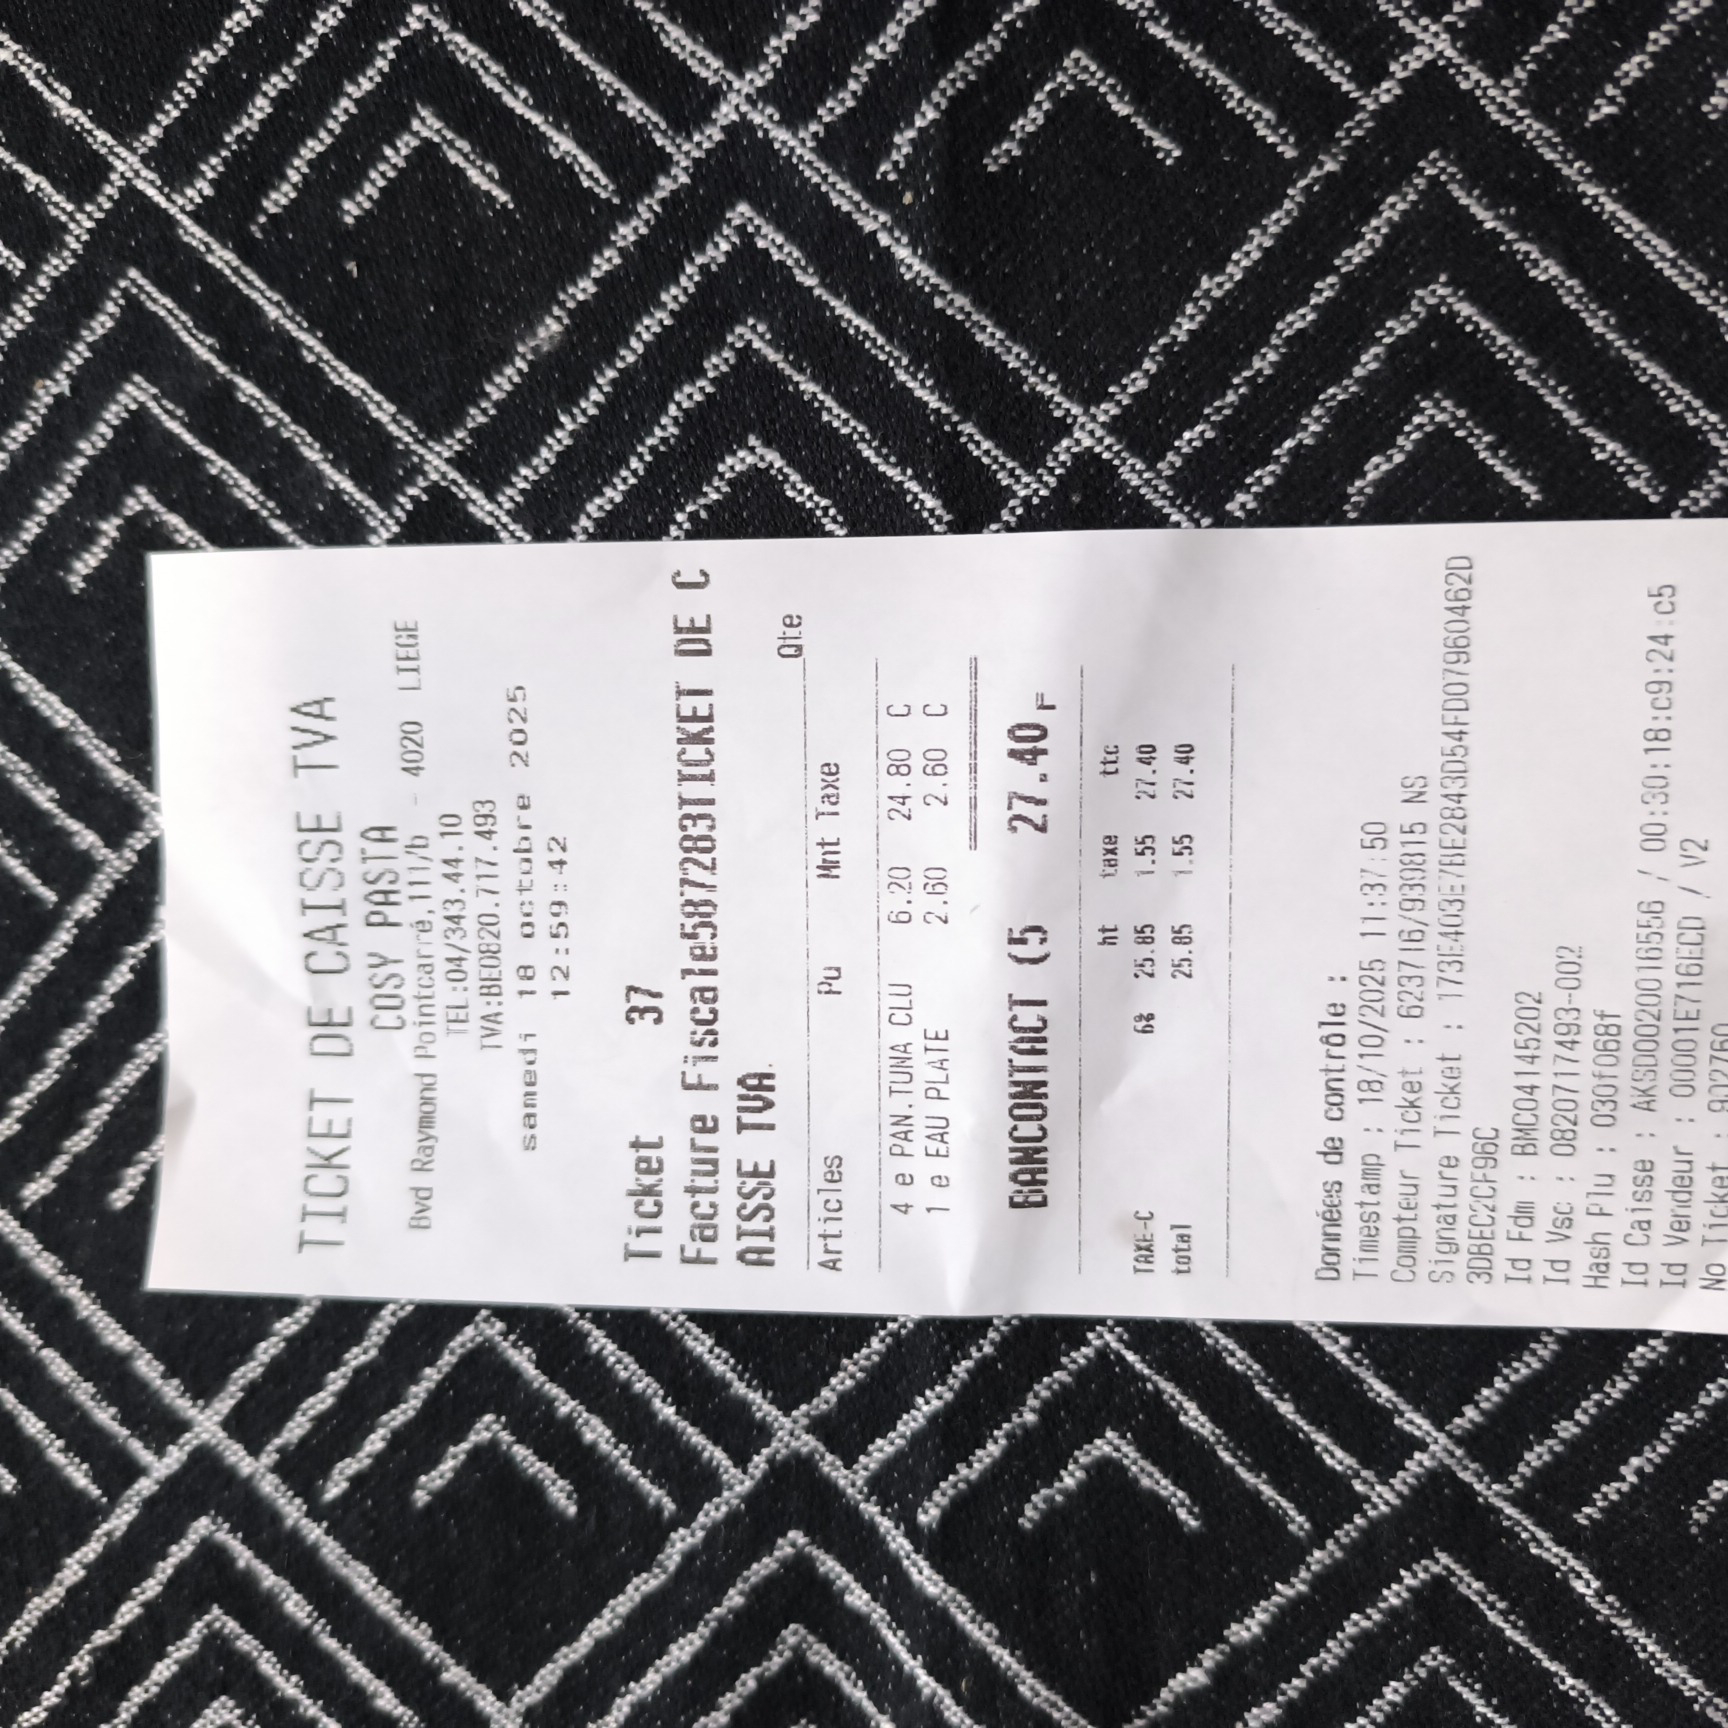 TICKET DE CAISSE TVA
COSY PASTA
Bvd Raymond Pointcarré,111/b - 4020 LIEGE
TEL:04/343.44.10
TVA:BE0820.717.493
samedi 18 octobre 2025
12:59:42
Ticket 37
Facture Fiscale587283TICKET DE C
AISSE TVA.
Qte
Articles Pu Mnt Taxe
4 e PAN.TUNA CLU 6.20 24.80 C
1 e EAU PLATE 2.60 2.60 C
BANCONTACT (5 27.40
ht taxe ttc
TAXE-C 6% 25.85 1.55 27.40
total 25.85 1.55 27.40
Données de contrôle :
Timestamp : 18/10/2025 11:37:50
Compteur Ticket : 623716/939815 NS
Signature Ticket : 173E403E7BE2843D54FD07960462D
3DBEC2CF96C
Id Fdm : BMC04145202
Id Vsc : 0820717493-002
Hash Plu : 030f068f
Id Caisse : AKSD0020016556 / 00:30:18:c9:24:c5
Id Vendeur : 00001E716ECD / V2
No Ticket :